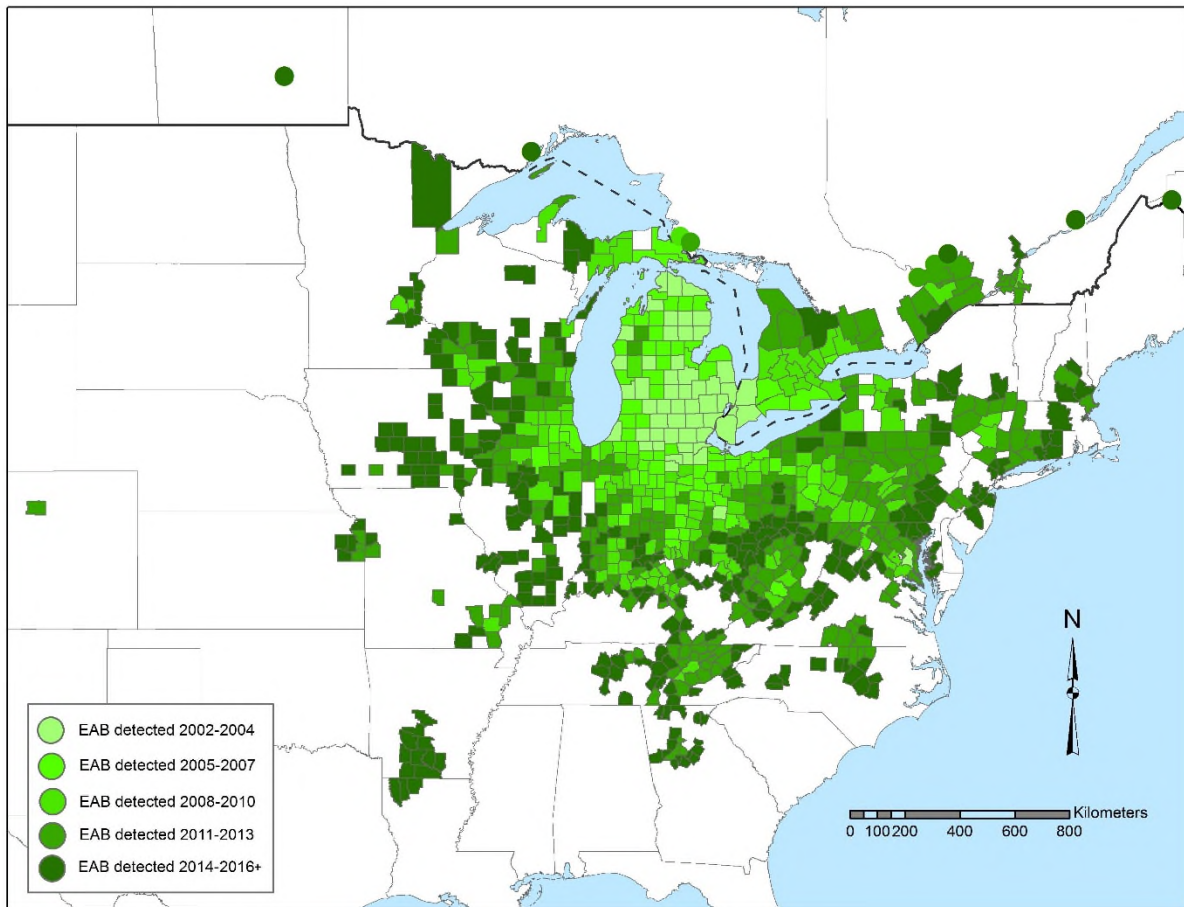 N
EAB detected 2002-2004
EAB detected 2005-2007
EAB detected 2008-2010
EAB detected 2011-2013
EAB detected 2014-2016+
Kilometers
0 100 200 400 600 800